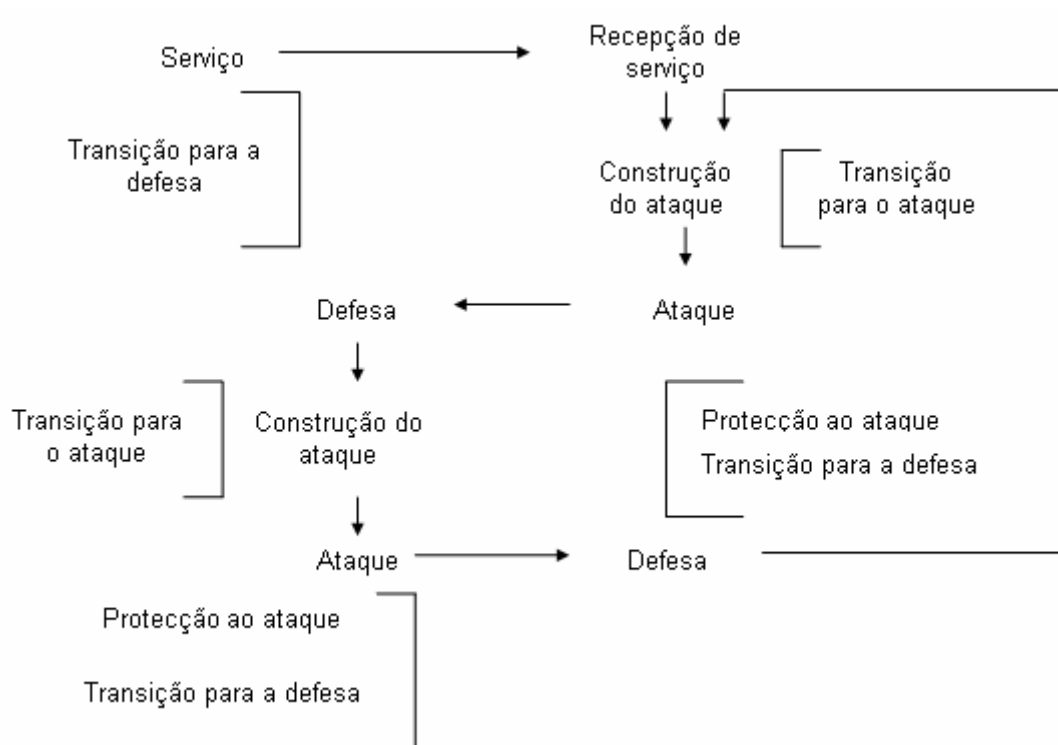 Serviço
Recepção de
serviço
Transição para a
defesa
Construção
do ataque
Transição
para o ataque
Defesa
Ataque
Transição para
o ataque
Construção do
ataque
Protecção ao ataque
Transição para a defesa
Ataque
Defesa
Protecção ao ataque
Transição para a defesa